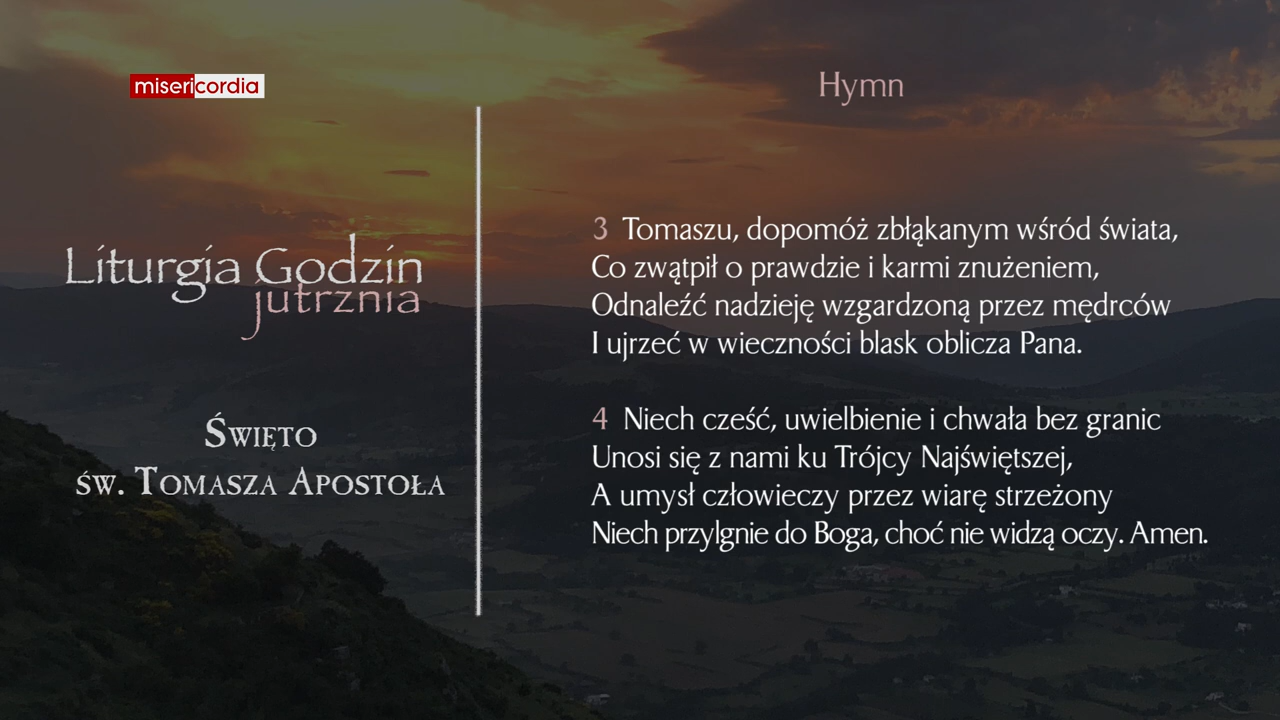 misericordia
Liturgia Godzin
jutrznia
Święto
św. Tomasza Apostoła
Hymn
3 Tomaszu, dopomóż zbłąkanym wśród świata,
Co zwątpił o prawdzie i karmi znużeniem,
Odnaleźć nadzieję wzgardzoną przez mędrców
I ujrzeć w wieczności blask oblicza Pana.
4 Niech cześć, uwielbienie i chwała bez granic
Unosi się z nami ku Trójcy Najświętszej,
A umysł człowieczy przez wiarę strzeżony
Niech przylgnie do Boga, choć nie widzą oczy. Amen.